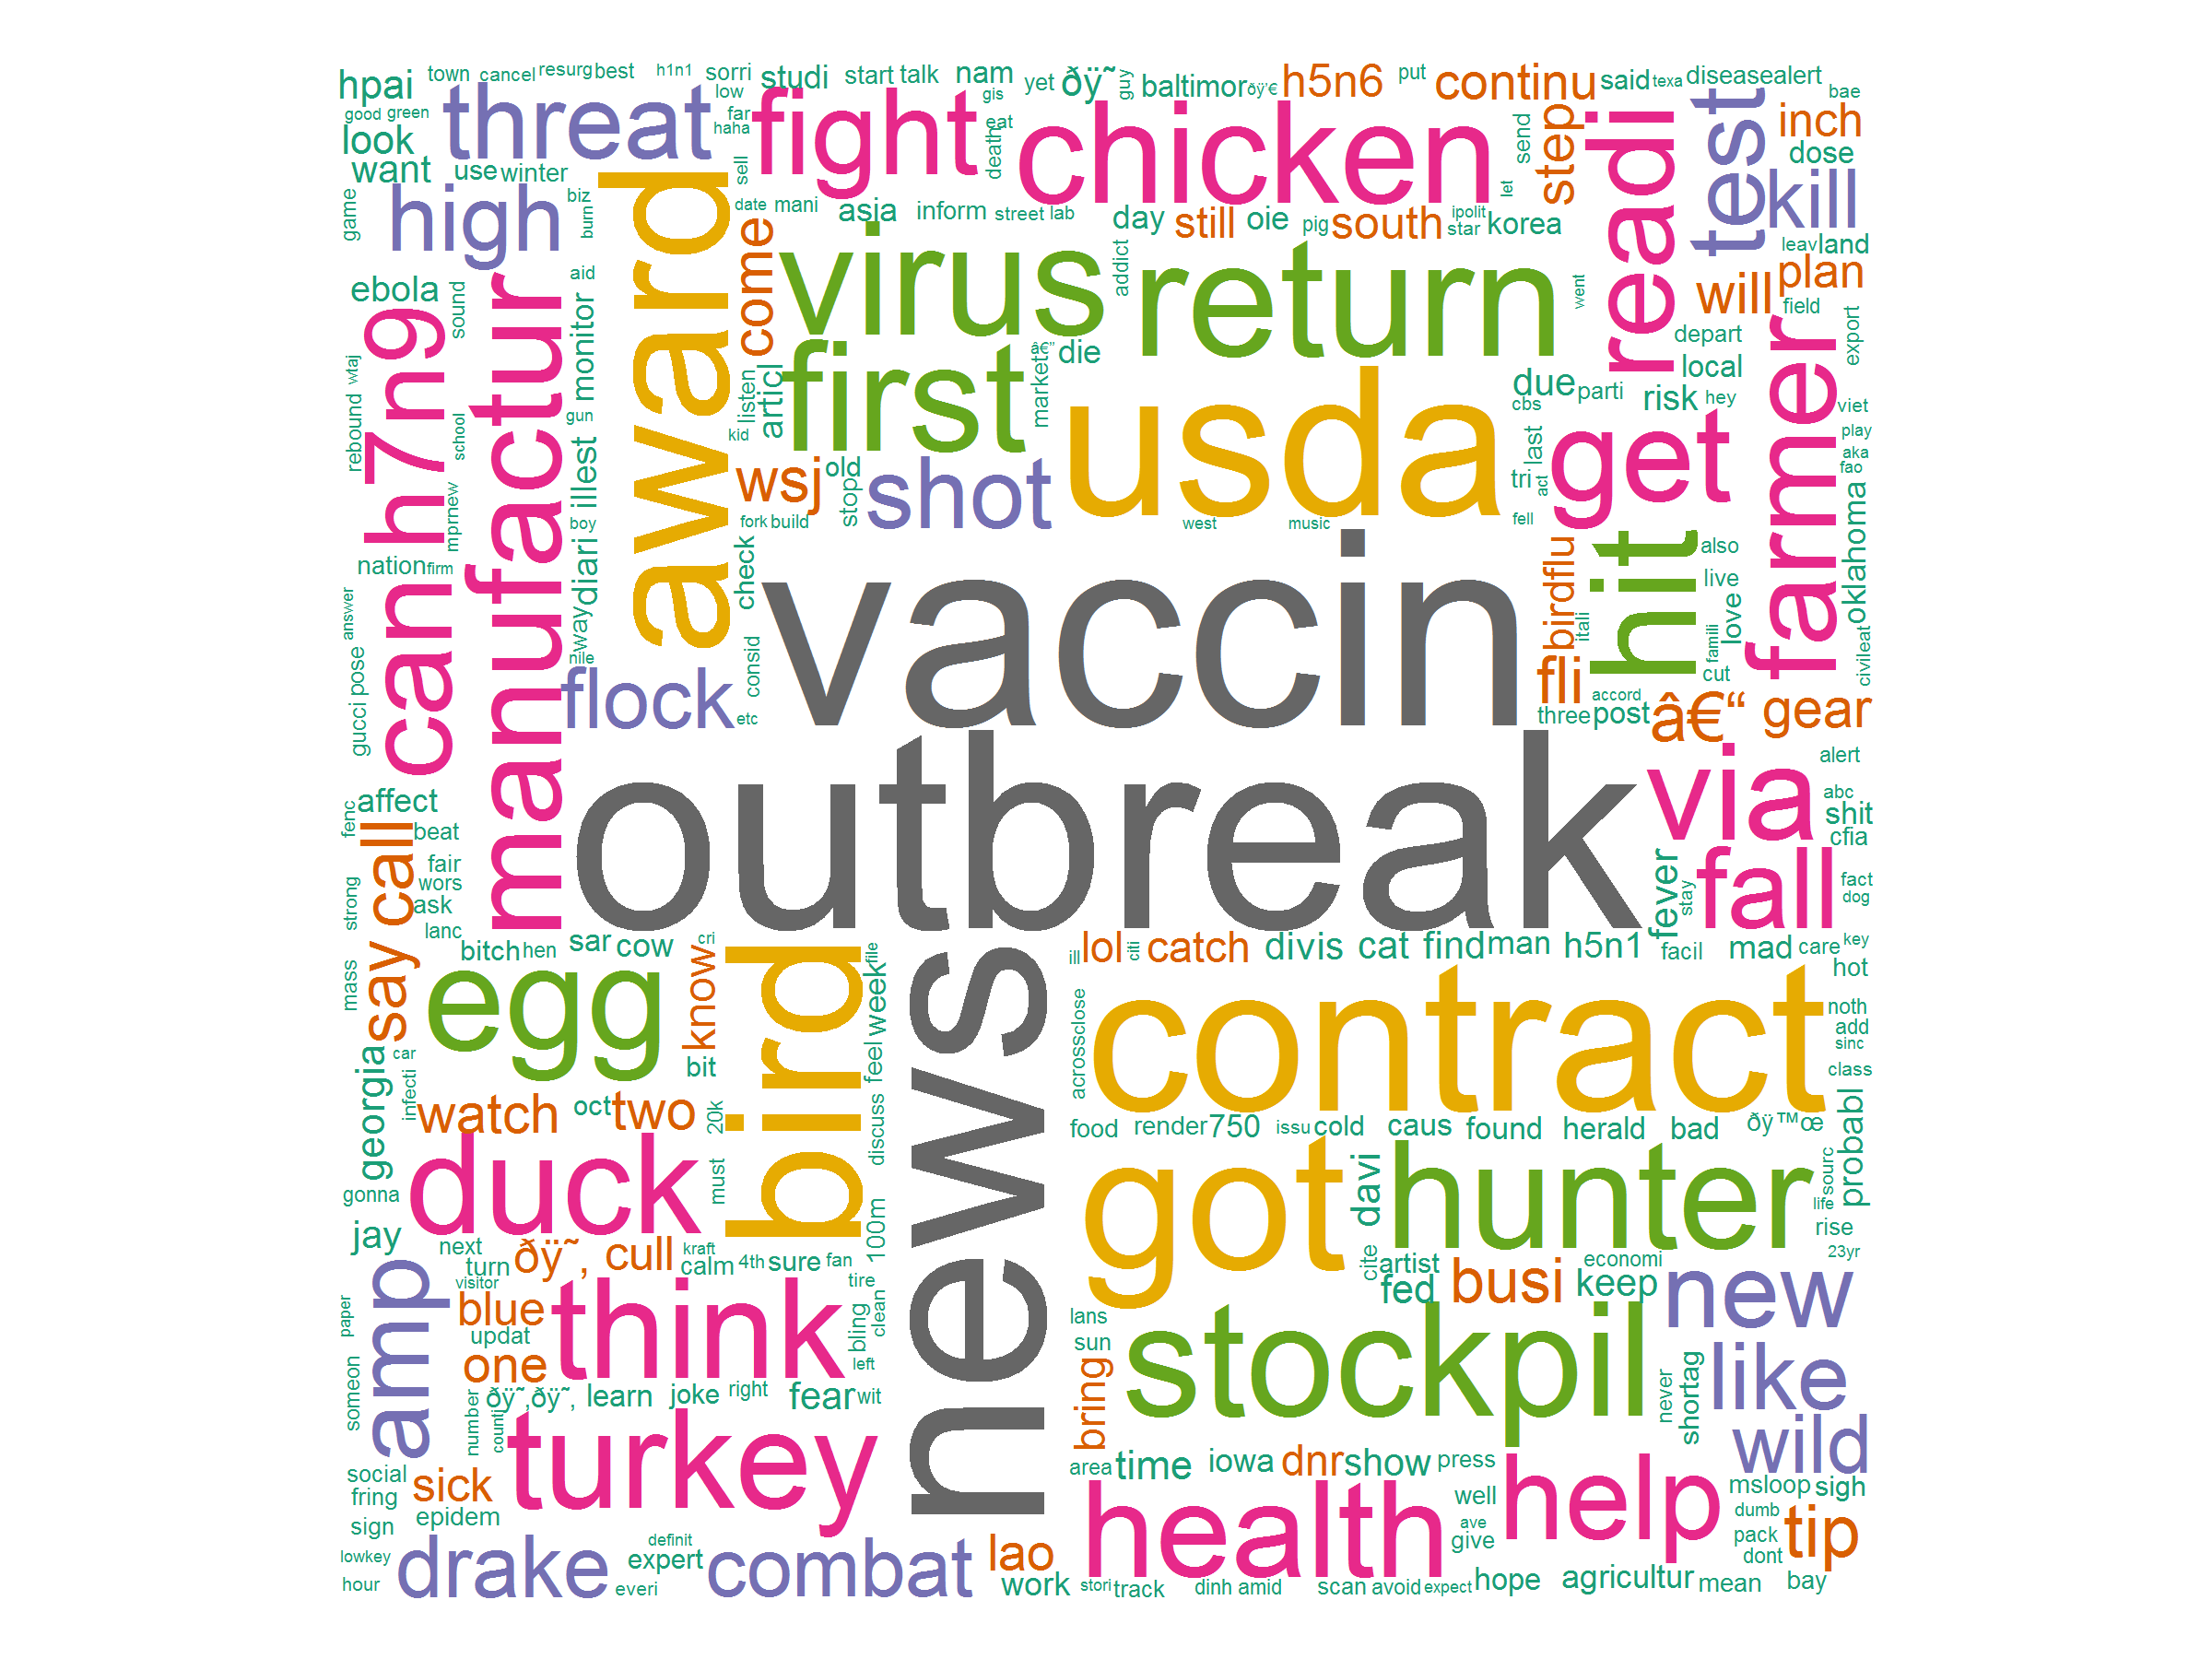 hpai town cancel resurg best h1n1 sorri studi start talk nam yet ðÿ˜ guy baltimor ðÿ'€ h5n6 put continu said texa diseasealert
good green threat low far haha fight gis eat chicken step readi test bae inch
look want use winter sell death send let dose kill
game high biz burn award date mani asia inform street lab day still oie pig south ipolit star korea leav land
ebola sound aid come virus addict return went will plan field
h7n9 manufactur monitor first market â€" die depart local export
rebound wtaj school gun listen articl kid usda due parti risk hey farmer viet play
mprnew illest boy wsj old stops shot cbs last tri act fell get aka fao oklahoma
nation firm diari way fork build west music
can nile check vaccin birdflu itali hit also live love famili cut civileat
answer pose gucci flock consid etc fli accord three post â€“ gear
affect outbreak via alert abc shit cfia
fenc call beat fair wors ask fever stay fall fact dog
strong lanc bitch hen sar cow cri file ill lol cili catch divis cat find man h5n1 facil mad care key hot
mass say egg know bird week news acrossclose contract noth add sinc class
georgia car infecti bit feel
watch oct two 20k discuss food render 750 issu cold caus found herald bad ðÿ™œ probabl
gonna duck must got davi hunter sourc life
jay next turn ðÿ˜‚ cull kraft calm 4th sure fan 100m tire cite artist fed busi economi keep rise 23yr
amp visitor blue updat think bling clean left lans sun stockpil new
paper someon one number counti ðÿ˜‚ðÿ˜‚ learn joke right fear wit bring never shortag like
turkey wild
social fring sign sick epidem area time iowa dnr show press msloop sigh
lowkey hour drake definit expert everi combat lao work health well ave give help dumb pack dont tip
stori track dinh amid scan avoid expect hope agricultur mean bay